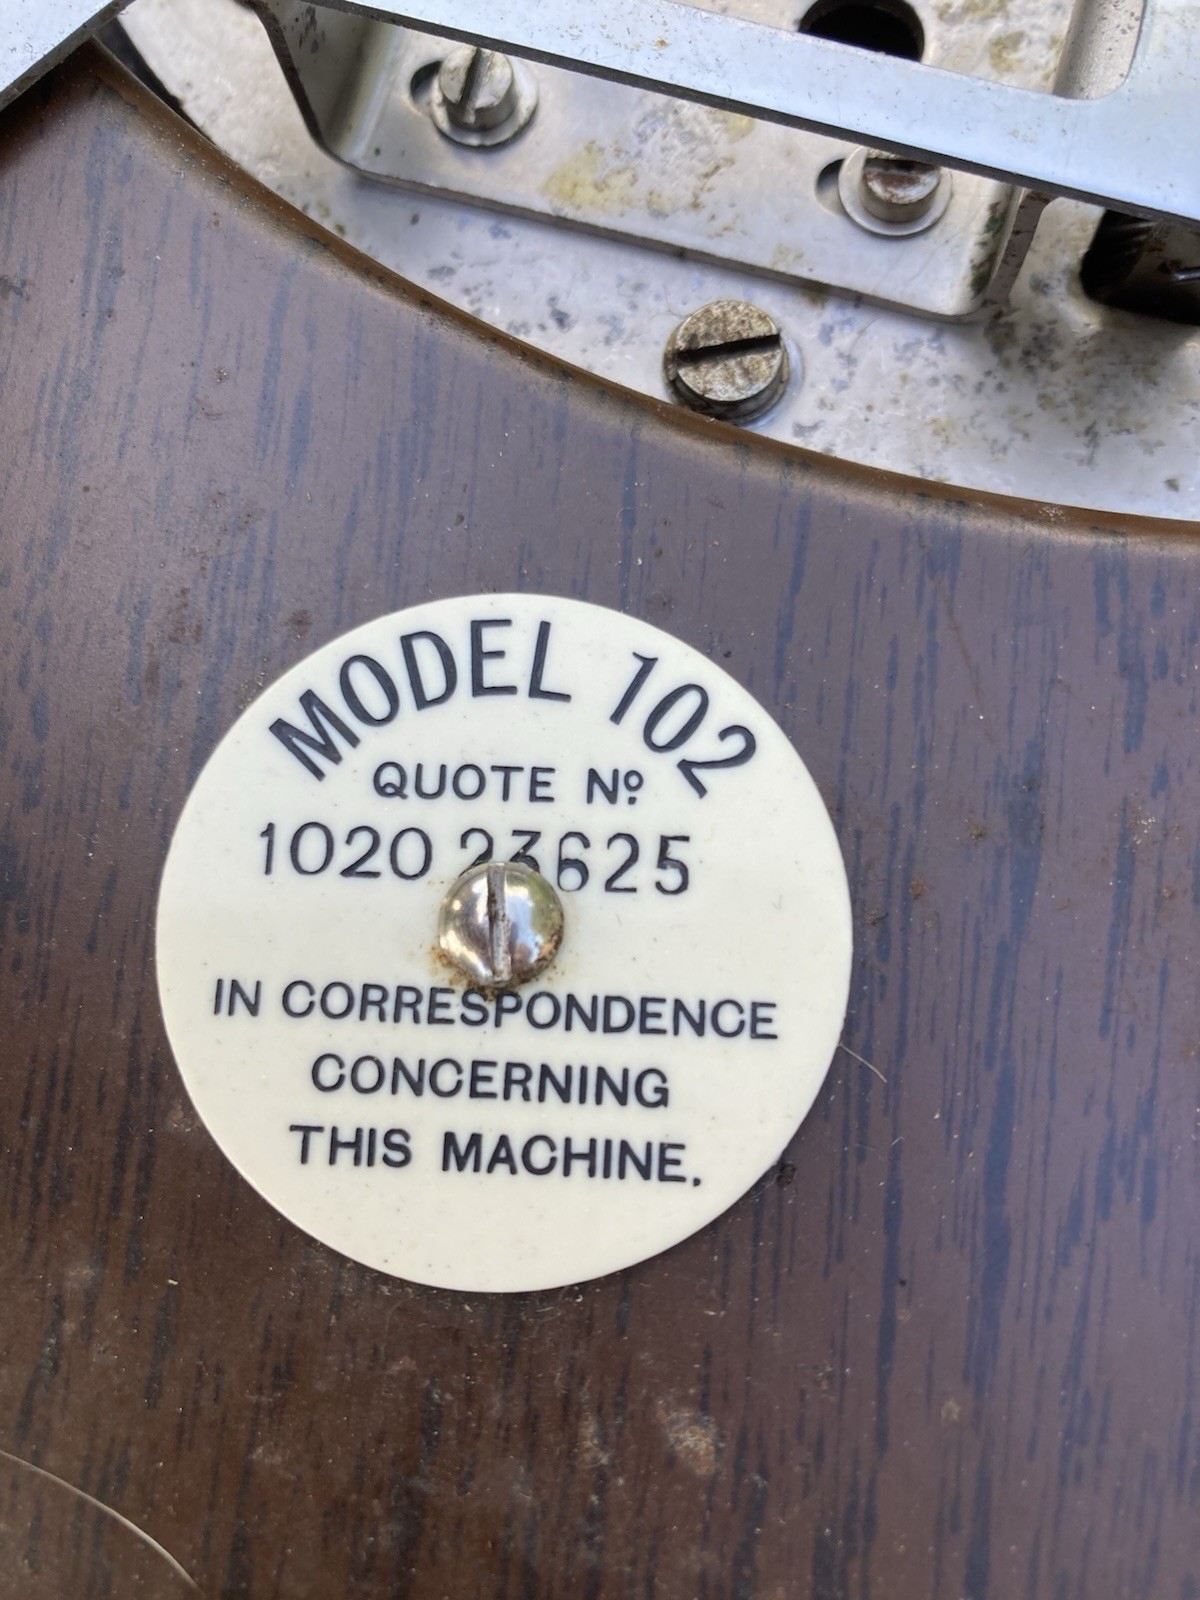 MODEL 102
QUOTE Nº
1020 23625
IN CORRESPONDENCE
CONCERNING
THIS MACHINE.